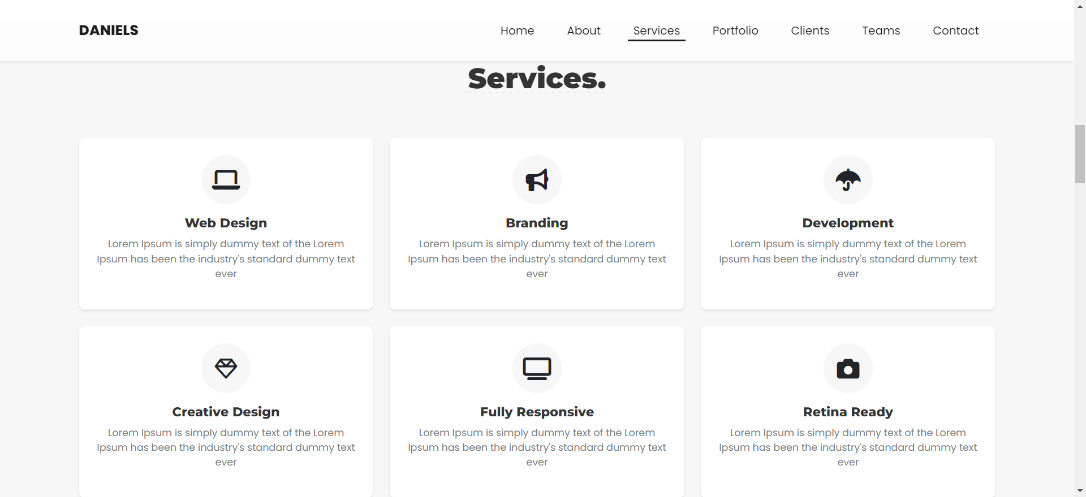 DANIELS Home About Services Portfolio Clients Teams Contact
Services.
Web Design
Lorem Ipsum is simply dummy text of the Lorem
Ipsum has been the industry's standard dummy text
ever
Branding
Lorem Ipsum is simply dummy text of the Lorem
Ipsum has been the industry's standard dummy text
ever
Development
Lorem Ipsum is simply dummy text of the Lorem
Ipsum has been the industry's standard dummy text
ever
Creative Design
Lorem Ipsum is simply dummy text of the Lorem
Ipsum has been the industry's standard dummy text
ever
Fully Responsive
Lorem Ipsum is simply dummy text of the Lorem
Ipsum has been the industry's standard dummy text
ever
Retina Ready
Lorem Ipsum is simply dummy text of the Lorem
Ipsum has been the industry's standard dummy text
ever